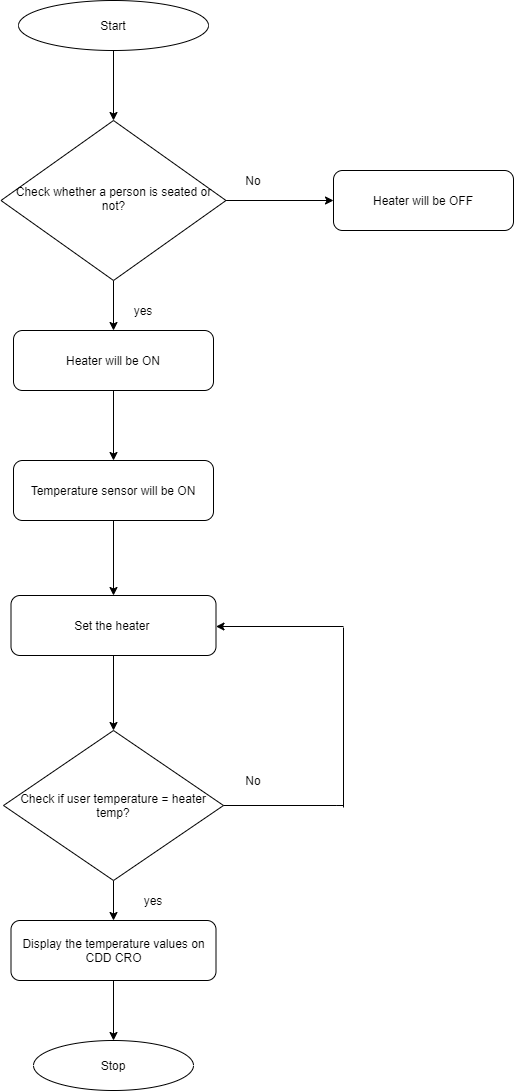 Start
Check whether a person is seated or
not?
No
Heater will be OFF
yes
Heater will be ON
Temperature sensor will be ON
Set the heater
Check if user temperature = heater
temp?
No
yes
Display the temperature values on
CDD CRO
Stop